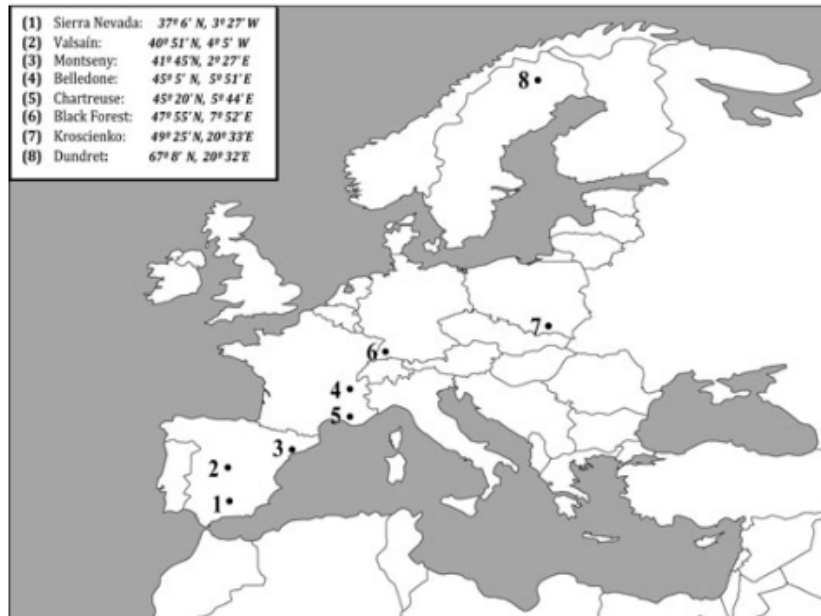 (1) Sierra Nevada: 37º 6' N, 3º 27' W
(2) Valsaín: 40º 51' N, 4º 5' W
(3) Montseny: 41º 45'N, 2º 27'E
(4) Belledone: 45º 5' N, 5º 51'E
(5) Chartreuse: 45º 20' N, 5º 44'E
(6) Black Forest: 47º 55' N, 7º 52'E
(7) Kroscienko: 49º 25'N, 20º 33'E
(8) Dundret: 67º 8' N, 20º 32'E
8
7
6
4
5
3
2
1